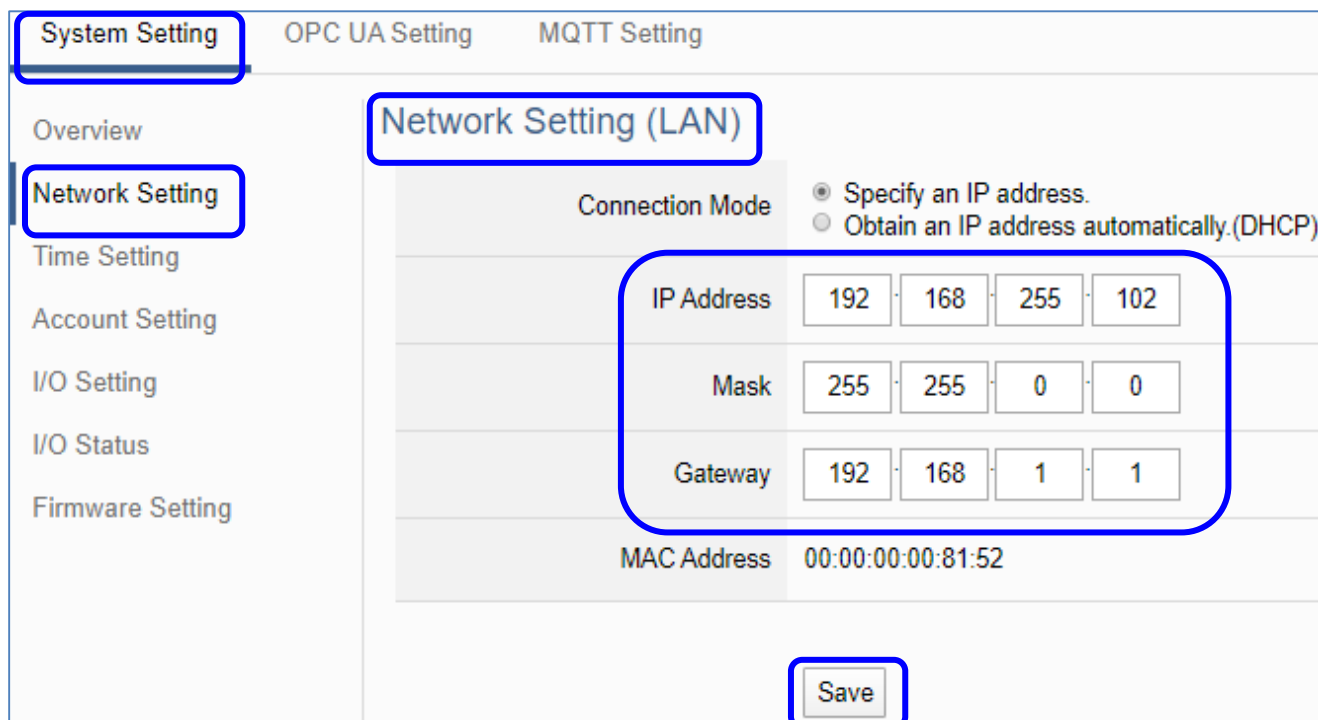 System Setting OPC UA Setting MQTT Setting
Overview
Network Setting
Time Setting
Account Setting
I/O Setting
I/O Status
Firmware Setting
Network Setting (LAN)
Connection Mode Specify an IP address.
Obtain an IP address automatically.(DHCP)
IP Address 192 . 168 . 255 . 102
Mask 255 . 255 . 0 . 0
Gateway 192 . 168 . 1 . 1
MAC Address 00:00:00:00:81:52
Save